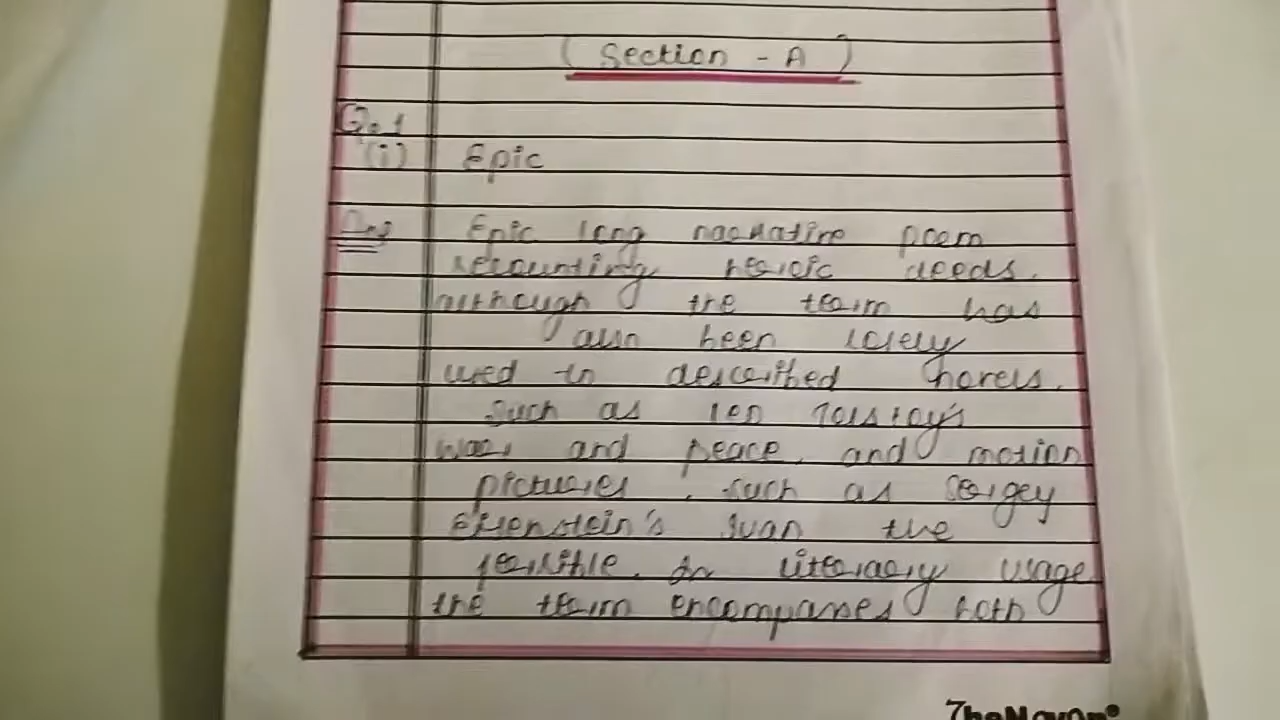 ( Section - A )
Q.1
(i) Epic
Ans Epic long narrative poem
recounting heroic deeds.
although the term has
also been loosely
used to described novels.
Such as Leo Tolstoy's
war and peace, and motion
pictures, such as Sergey
Eisenstein's Ivan the
terrible. In literary usage
the term encompasses both